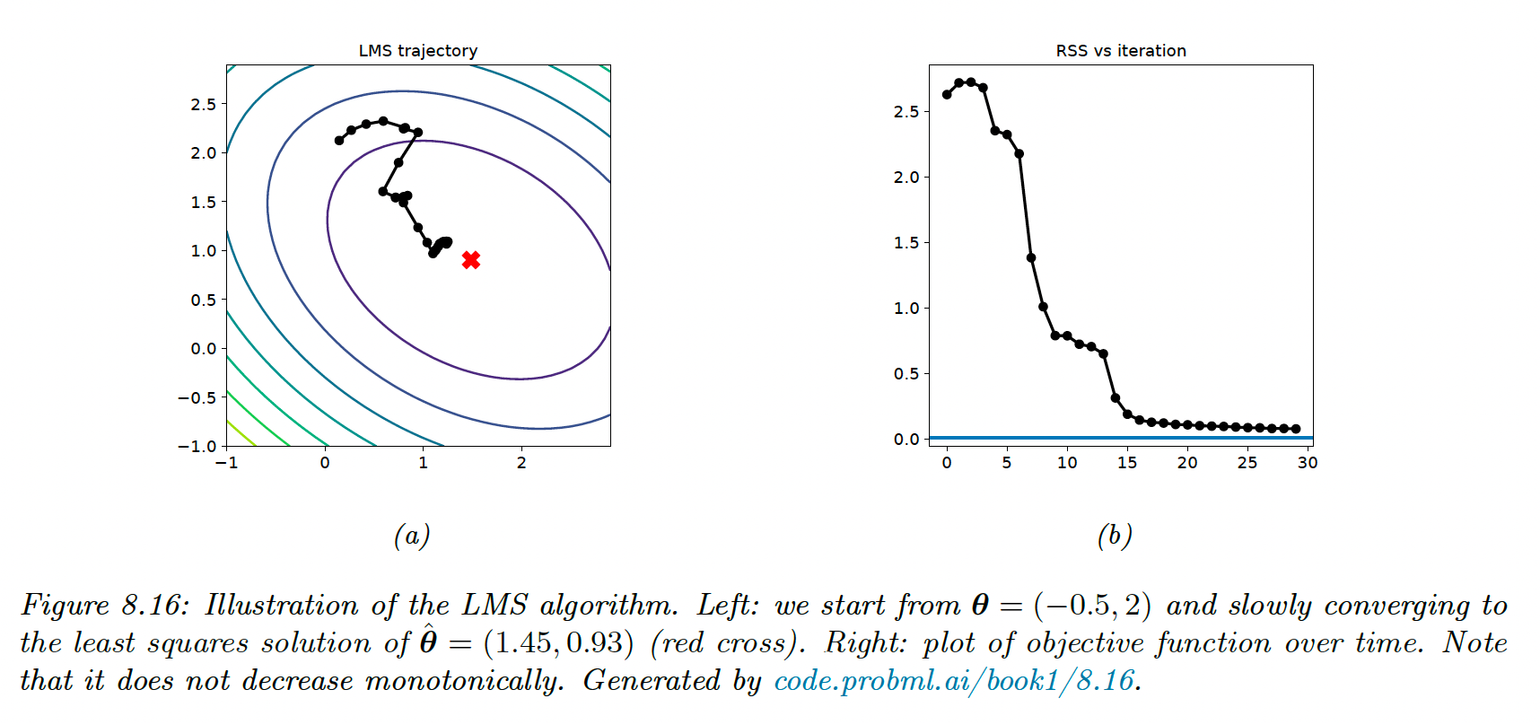 LMS trajectory
2.5
2.0
1.5
1.0
0.5
0.0
−0.5
−1.0
−1 0 1 2
(a)
RSS vs iteration
2.5
2.0
1.5
1.0
0.5
0.0
0 5 10 15 20 25 30
(b)
Figure 8.16: Illustration of the LMS algorithm. Left: we start from θ = (−0.5, 2) and slowly converging to
the least squares solution of θ̂ = (1.45, 0.93) (red cross). Right: plot of objective function over time. Note
that it does not decrease monotonically. Generated by code.probml.ai/book1/8.16.